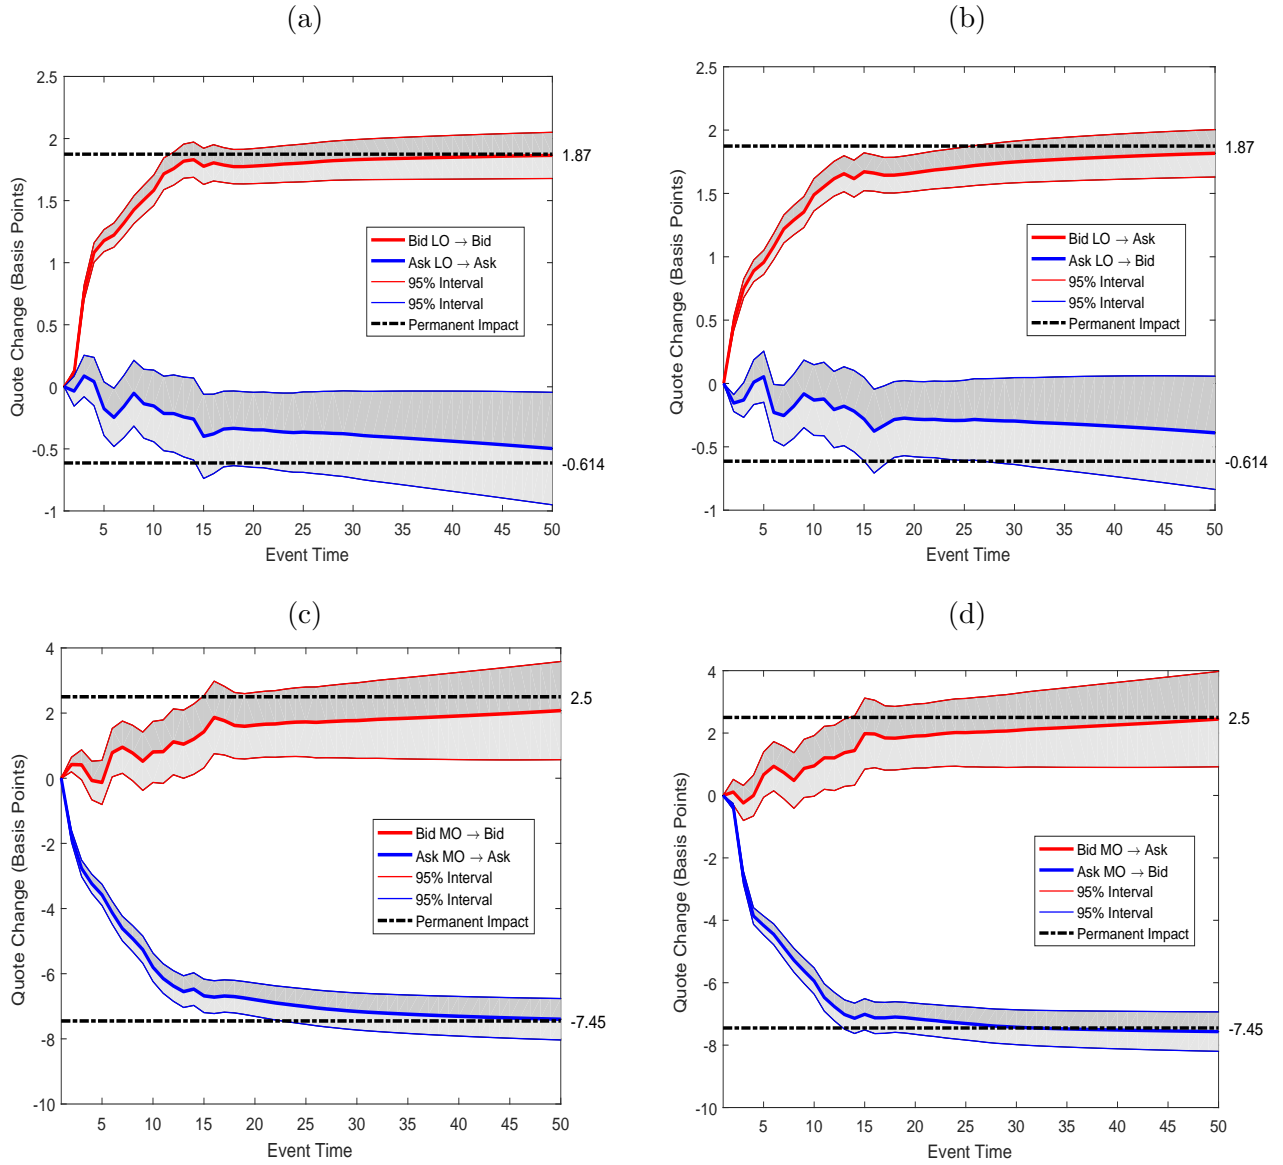 (a)
2.5
2
1.5
1
0.5
0
-0.5
-1
5 10 15 20 25 30 35 40 45 50
Event Time
Quote Change (Basis Points)
1.87
-0.614
Bid LO → Bid
Ask LO → Ask
95% Interval
95% Interval
Permanent Impact
(b)
2.5
2
1.5
1
0.5
0
-0.5
-1
5 10 15 20 25 30 35 40 45 50
Event Time
Quote Change (Basis Points)
1.87
-0.614
Bid LO → Ask
Ask LO → Bid
95% Interval
95% Interval
Permanent Impact
(c)
4
2
0
-2
-4
-6
-8
-10
5 10 15 20 25 30 35 40 45 50
Event Time
Quote Change (Basis Points)
2.5
-7.45
Bid MO → Bid
Ask MO → Ask
95% Interval
95% Interval
Permanent Impact
(d)
4
2
0
-2
-4
-6
-8
-10
5 10 15 20 25 30 35 40 45 50
Event Time
Quote Change (Basis Points)
2.5
-7.45
Bid MO → Ask
Ask MO → Bid
95% Interval
95% Interval
Permanent Impact